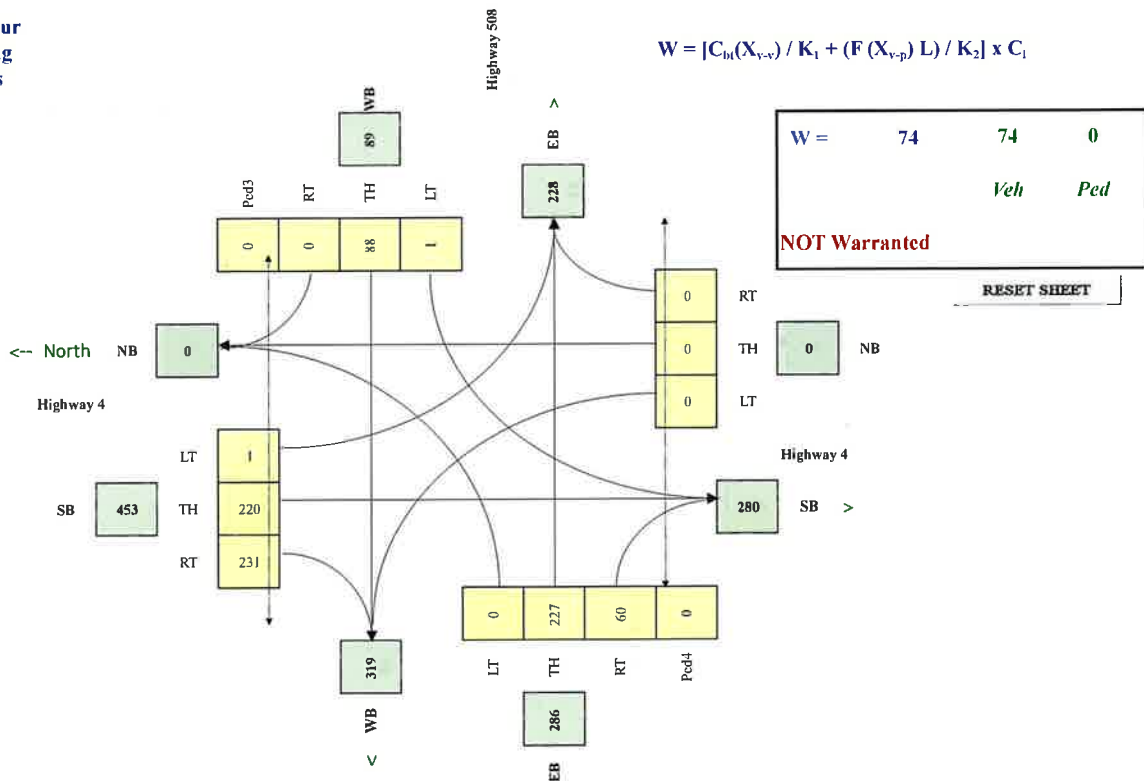 ur
g
s
Highway 508
W = [C_bt(X_v-v) / K_1 + (F (X_v-p) L) / K_2] x C_i
W = 74 74 0
Veh Ped
NOT Warranted
RESET SHEET
WB
89
Ped3 RT TH LT
0 0 88 1
^
EB
228
0 RT
0 TH
0 LT
0 NB
<-- North NB 0
Highway 4
Highway 4
LT 1
SB 453 TH 220
RT 231
280 SB >
0 227 60 0
LT TH RT Ped4
286
EB
319
WB
<